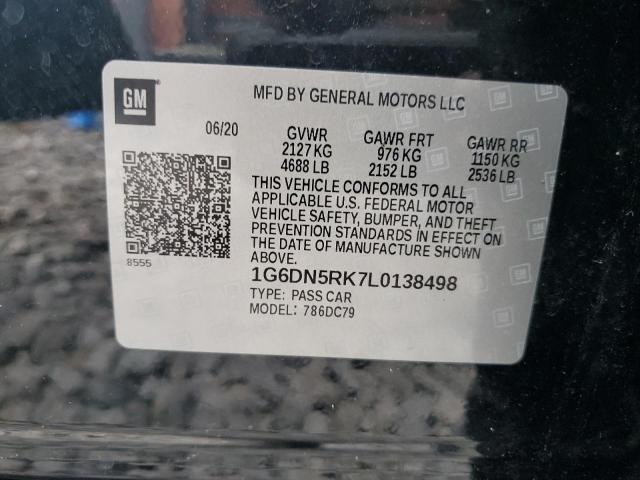 GM
MFD BY GENERAL MOTORS LLC
06/20 GVWR GAWR FRT GAWR RR
2127 KG 976 KG 1150 KG
4688 LB 2152 LB 2536 LB
THIS VEHICLE CONFORMS TO ALL
APPLICABLE U.S. FEDERAL MOTOR
VEHICLE SAFETY, BUMPER, AND THEFT
PREVENTION STANDARDS IN EFFECT ON
THE DATE OF MANUFACTURE SHOWN
ABOVE.
8555
1G6DN5RK7L0138498
TYPE: PASS CAR
MODEL: 786DC79